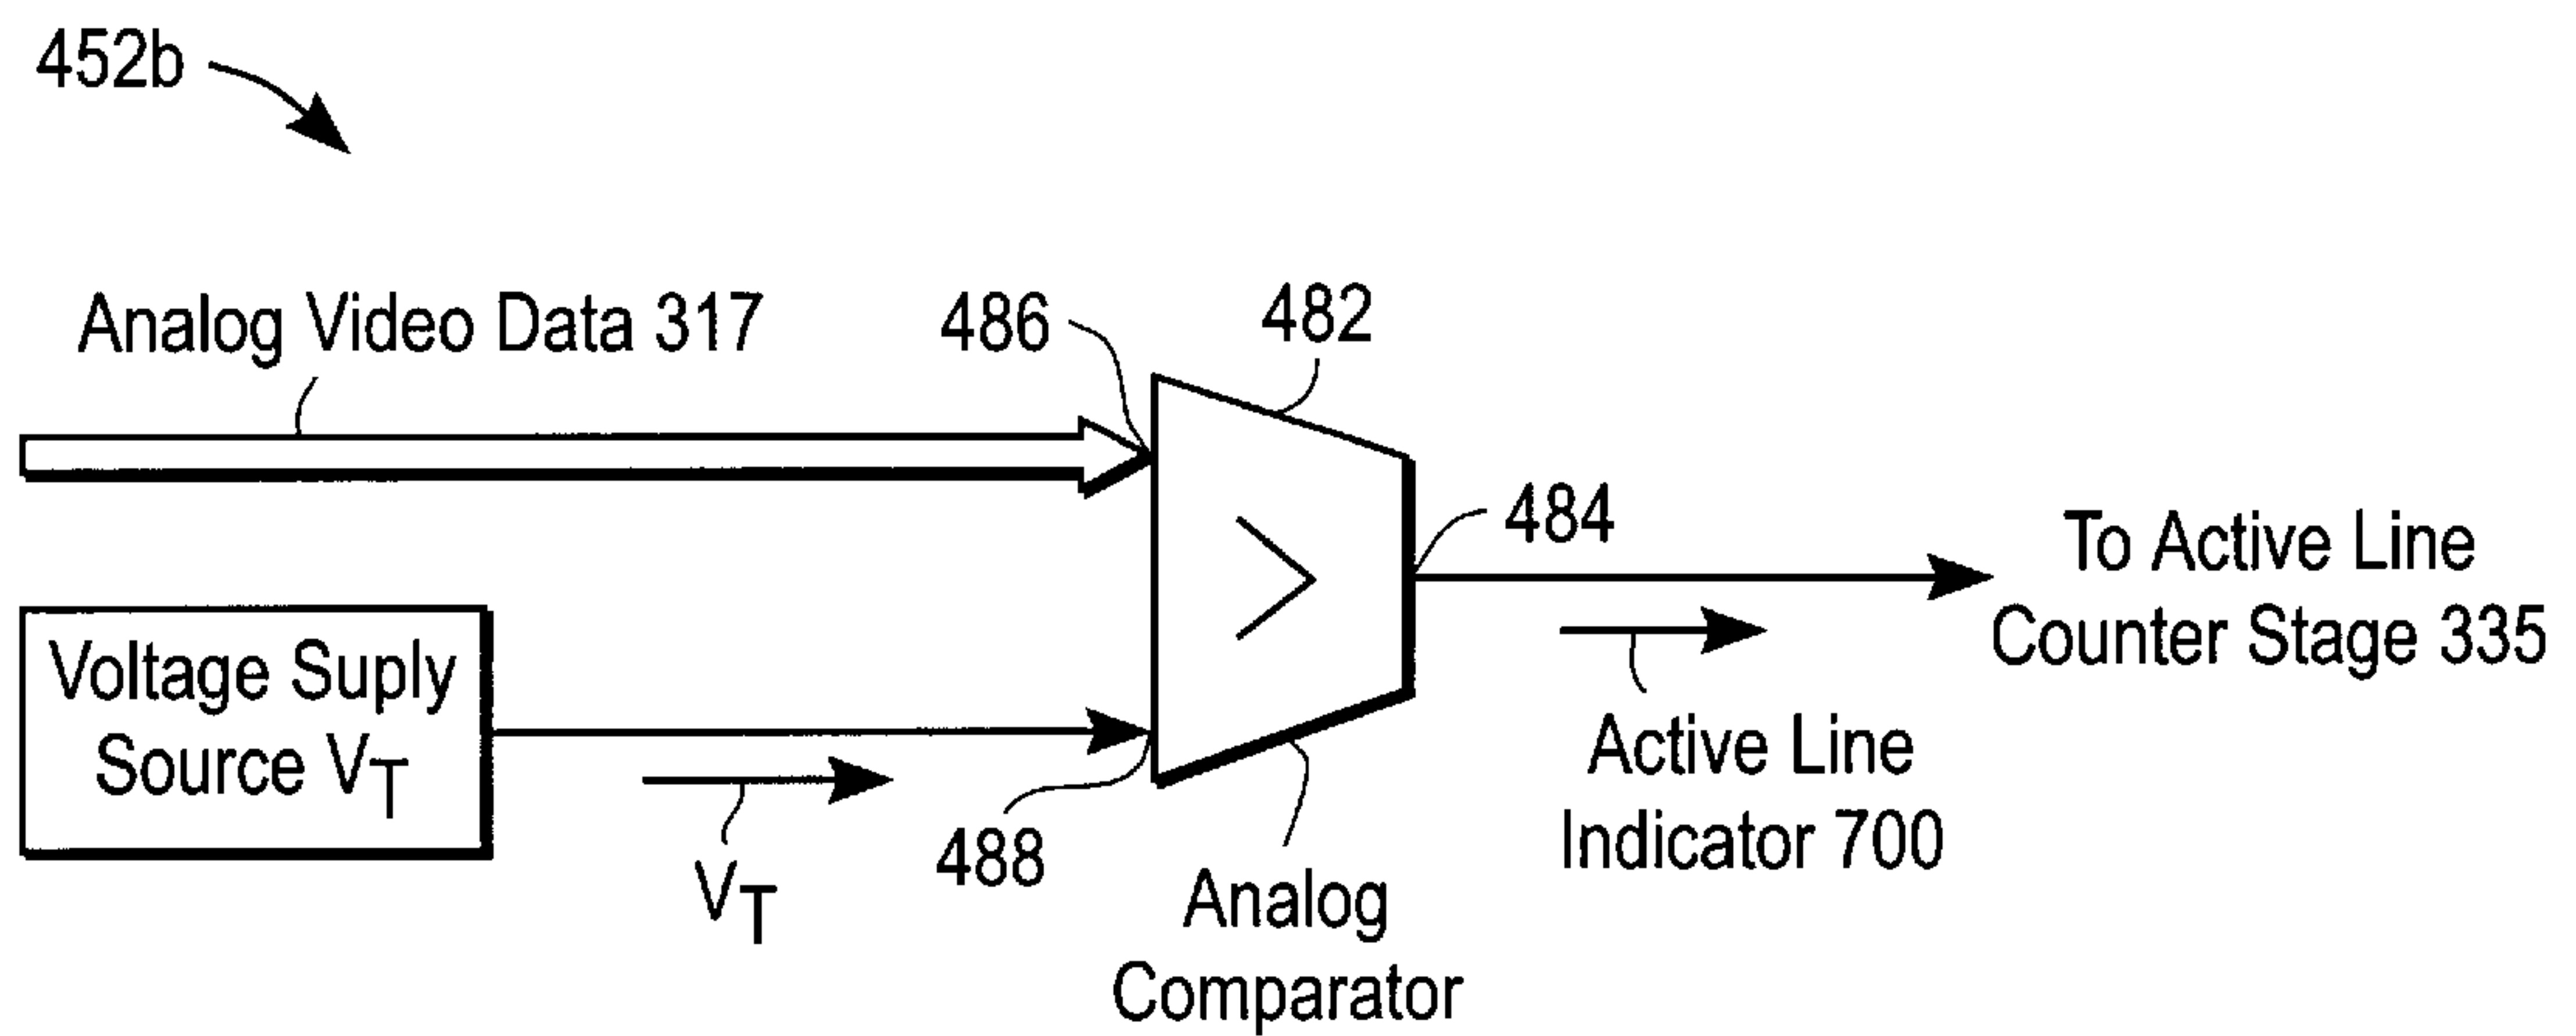 452b
Analog Video Data 317
486
482
484
To Active Line
Counter Stage 335
Voltage Suply
Source VT
VT
488
Active Line
Indicator 700
Analog
Comparator
>